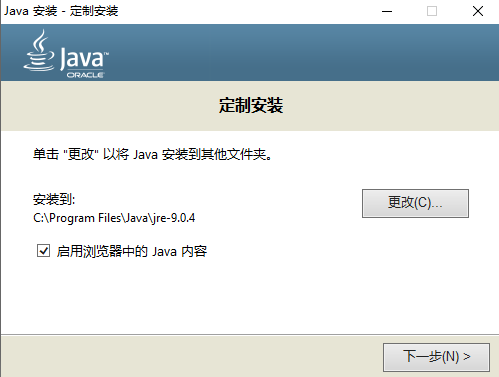 Java 安装 - 定制安装
Java™
ORACLE
定制安装
单击 "更改" 以将 Java 安装到其他文件夹。
安装到:
更改(C)...
C:\Program Files\Java\jre-9.0.4
启用浏览器中的 Java 内容
下一步(N) >